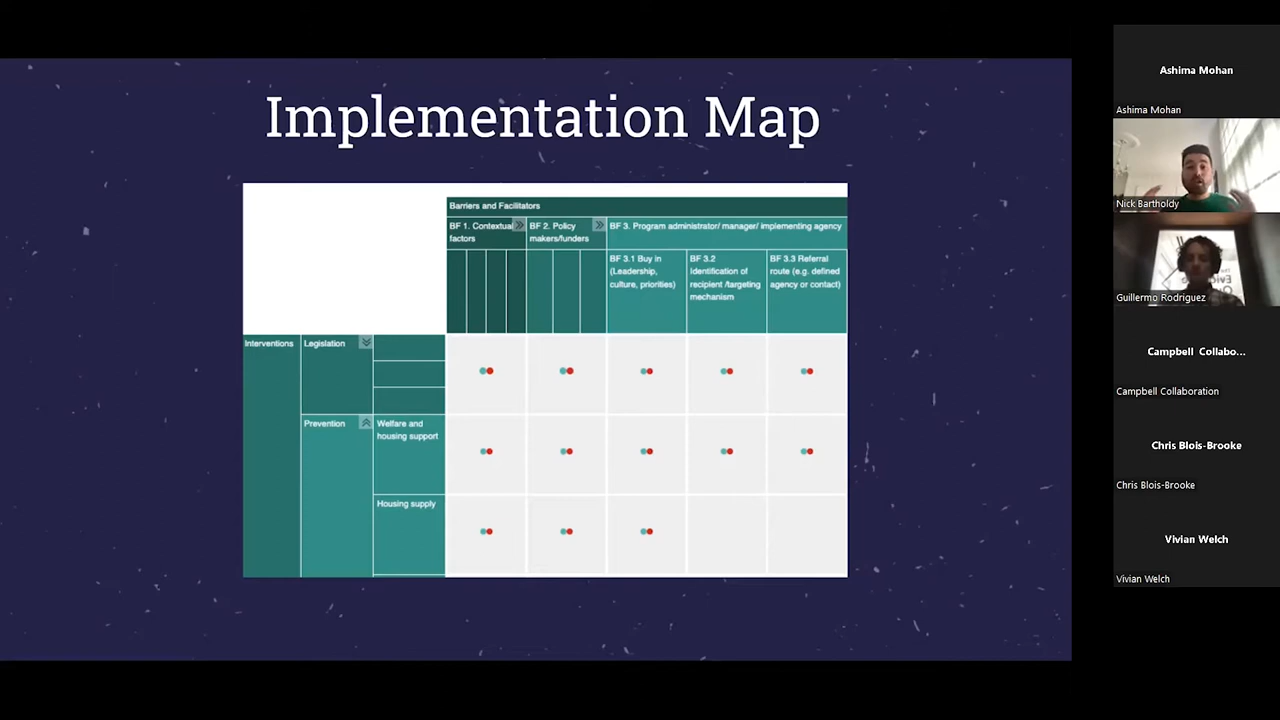 Implementation Map
Barriers and Facilitators
BF 1. Contextual
factors
BF 2. Policy
makers/funders
BF 3. Program administrator/ manager/ implementing agency
BF 3.1 Buy in
(Leadership,
culture, priorities)
BF 3.2
Identification of
recipient /targeting
mechanism
BF 3.3 Referral
route (e.g. defined
agency or contact)
Interventions
Legislation
Prevention
Welfare and
housing support
Housing supply
Ashima Mohan
Ashima Mohan
Nick Bartholdy
Guillermo Rodriguez
Campbell Collabo...
Campbell Collaboration
Chris Blois-Brooke
Chris Blois-Brooke
Vivian Welch
Vivian Welch